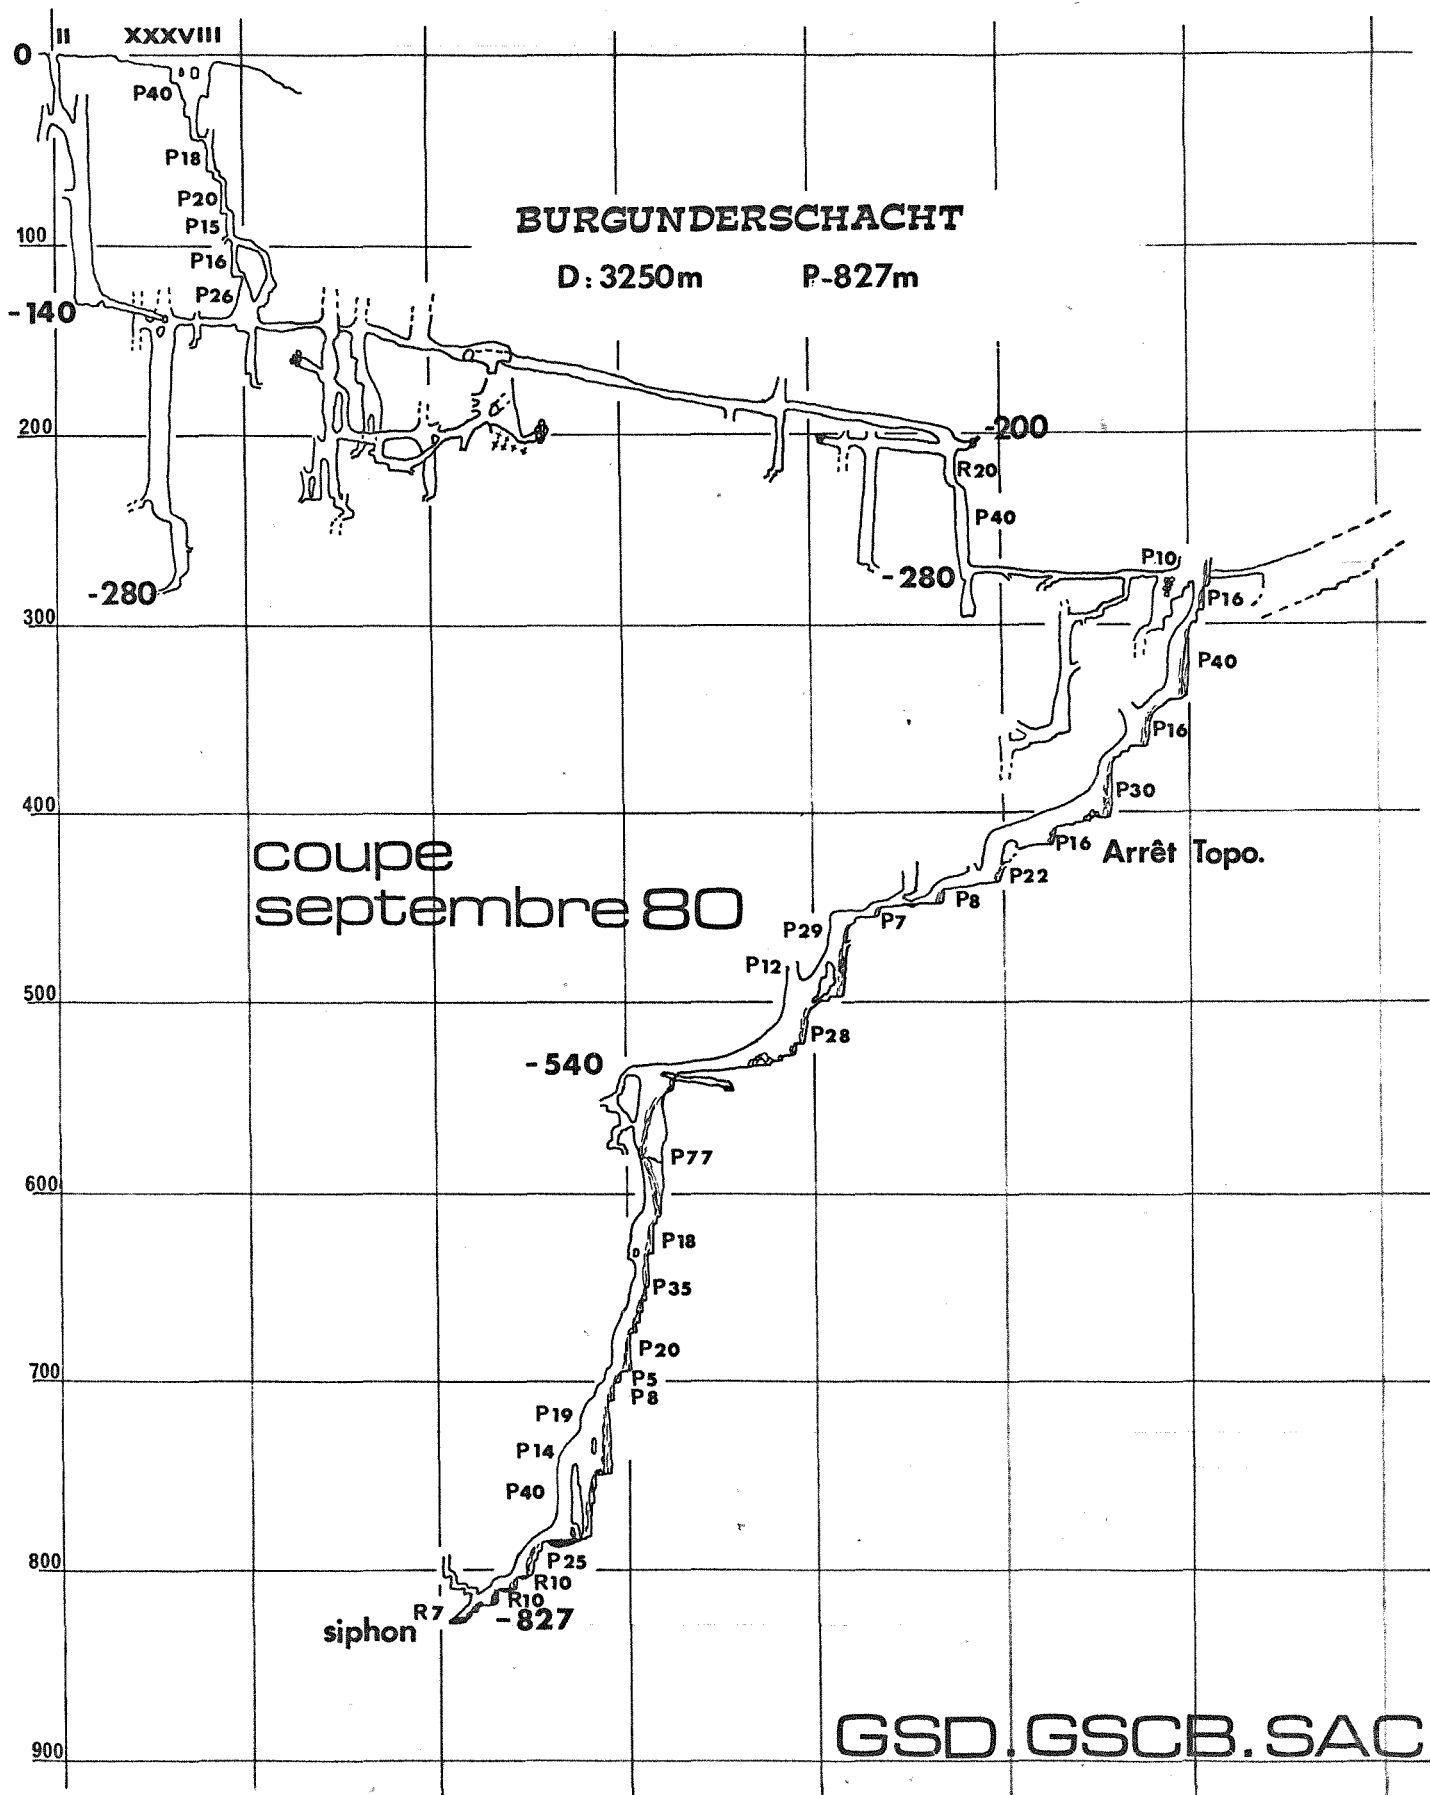 II XXXVIII
0
P40
P18
P20
P15
100
P16
P26
-140
BURGUNDERSCHACHT
D: 3250m P-827m
200
-200
R20
P40
-280
-280
P10
P16
300
P40
P16
P30
400
P16
Arrêt Topo.
P22
coupe
septembre 80
P8
P7
P29
P12
500
P28
-540
P77
600
P18
P35
P20
700
P5
P8
P19
P14
P40
800
P25
R10
R10
R7
-827
siphon
GSD.GSCB.SAC
900